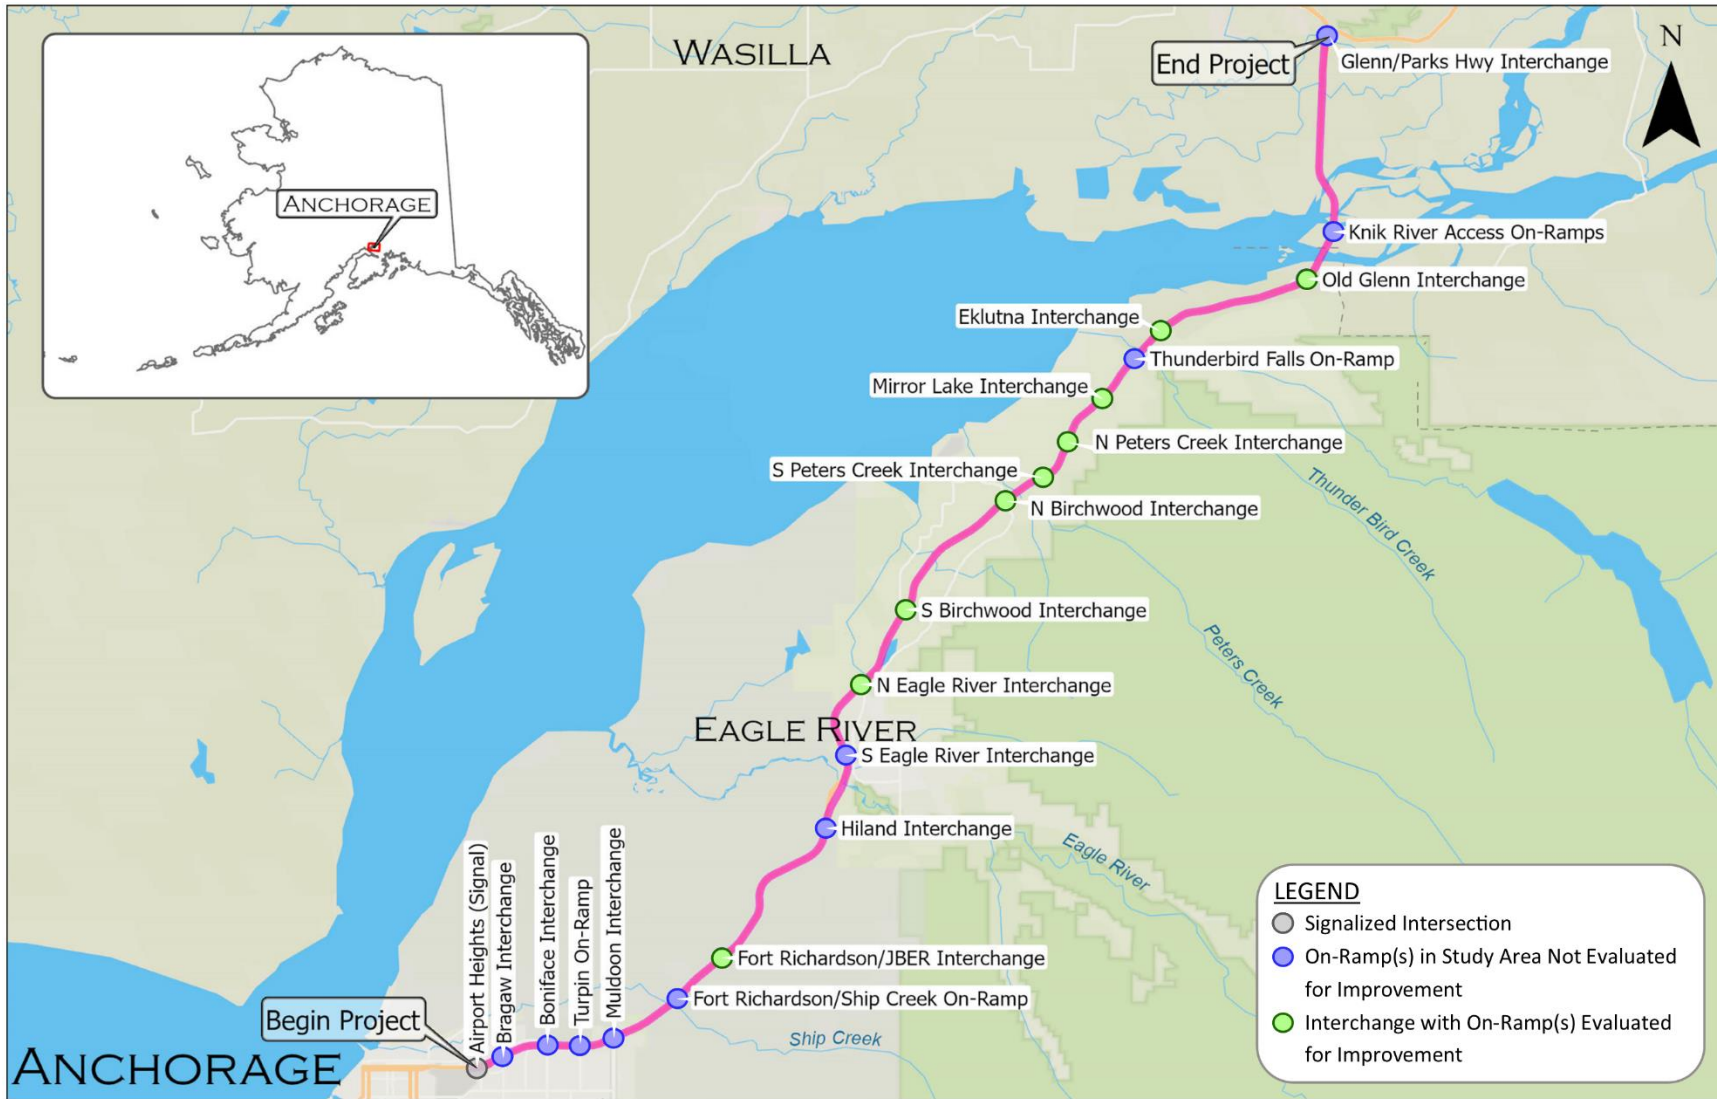 WASILLA
N
End Project
Glenn/Parks Hwy Interchange
ANCHORAGE
Knik River Access On-Ramps
Old Glenn Interchange
Eklutna Interchange
Thunderbird Falls On-Ramp
Mirror Lake Interchange
N Peters Creek Interchange
S Peters Creek Interchange
N Birchwood Interchange
Thunder Bird Creek
S Birchwood Interchange
Peters Creek
N Eagle River Interchange
EAGLE RIVER
S Eagle River Interchange
Hiland Interchange
Eagle River
Fort Richardson/JBER Interchange
Fort Richardson/Ship Creek On-Ramp
Ship Creek
Airport Heights (Signal)
Bragaw Interchange
Boniface Interchange
Turpin On-Ramp
Muldoon Interchange
Begin Project
ANCHORAGE
LEGEND
Signalized Intersection
On-Ramp(s) in Study Area Not Evaluated
for Improvement
Interchange with On-Ramp(s) Evaluated
for Improvement